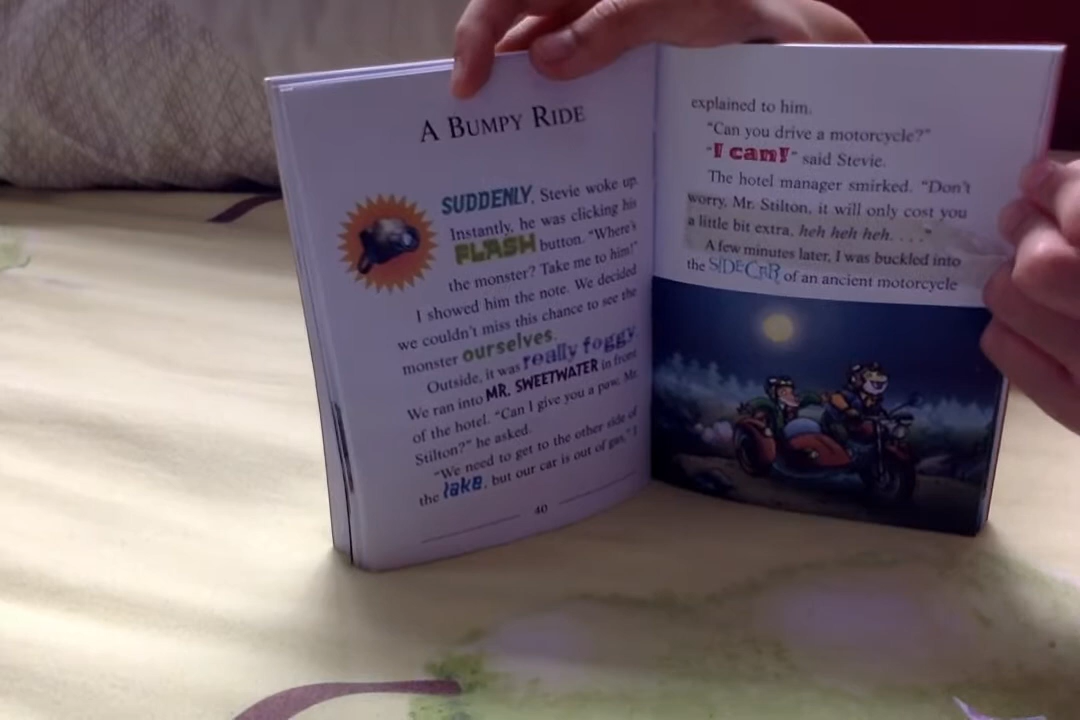 A BUMPY RIDE
SUDDENLY, Stevie woke up.
Instantly, he was clicking his
FLASH button. “Where’s
the monster? Take me to him!”
I showed him the note. We decided
we couldn’t miss this chance to see the
monster ourselves.
Outside, it was really foggy.
We ran into MR. SWEETWATER in front
of the hotel. “Can I give you a paw, Mr.
Stilton?” he asked.
“We need to get to the other side of
the lake, but our car is out of gas,” I
40
explained to him.
“Can you drive a motorcycle?”
“I can!” said Stevie.
The hotel manager smirked. “Don’t
worry, Mr. Stilton, it will only cost you
a little bit extra, heh heh heh. . . .”
A few minutes later, I was buckled into
the SIDECAR of an ancient motorcycle